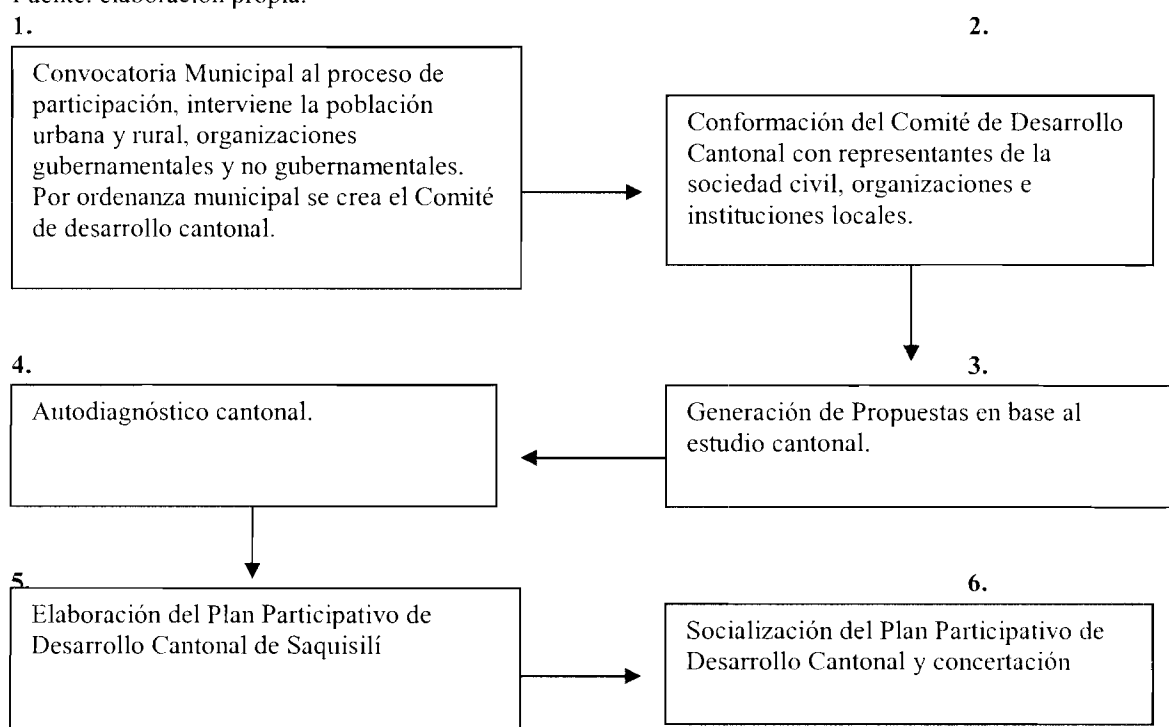 Fuente: elaboración propia.
1.
Convocatoria Municipal al proceso de
participación, interviene la población
urbana y rural, organizaciones
gubernamentales y no gubernamentales.
Por ordenanza municipal se crea el Comité
de desarrollo cantonal.
2.
Conformación del Comité de Desarrollo
Cantonal con representantes de la
sociedad civil, organizaciones e
instituciones locales.
3.
Generación de Propuestas en base al
estudio cantonal.
4.
Autodiagnóstico cantonal.
5.
Elaboración del Plan Participativo de
Desarrollo Cantonal de Saquisilí
6.
Socialización del Plan Participativo de
Desarrollo Cantonal y concertación